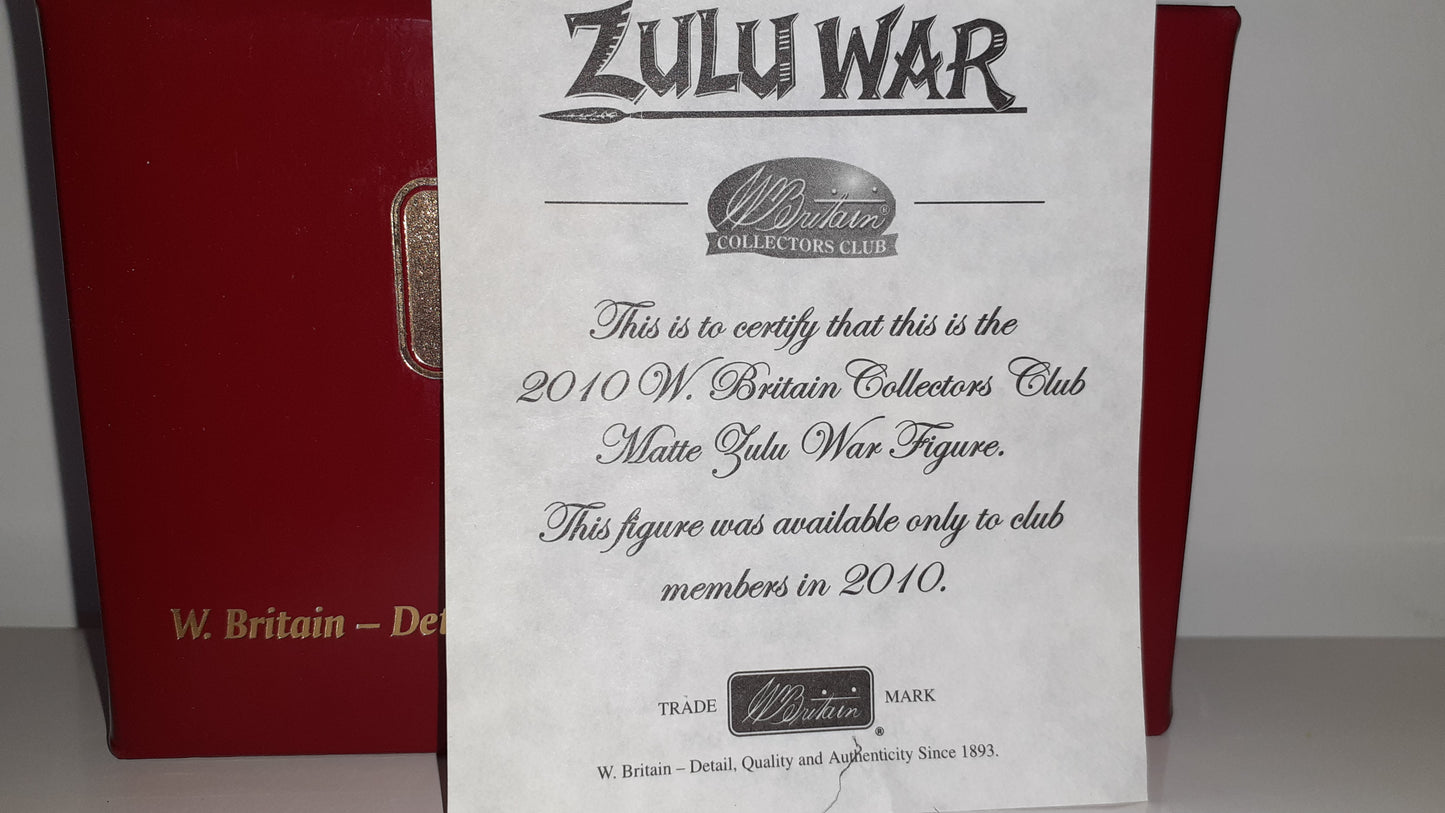 ZULU WAR
W Britain®
COLLECTORS CLUB
This is to certify that this is the
2010 W. Britain Collectors Club
Matte Zulu War Figure.
This figure was available only to club
members in 2010.
W. Britain – Det
TRADE W Britain ® MARK
W. Britain – Detail, Quality and Authenticity Since 1893.